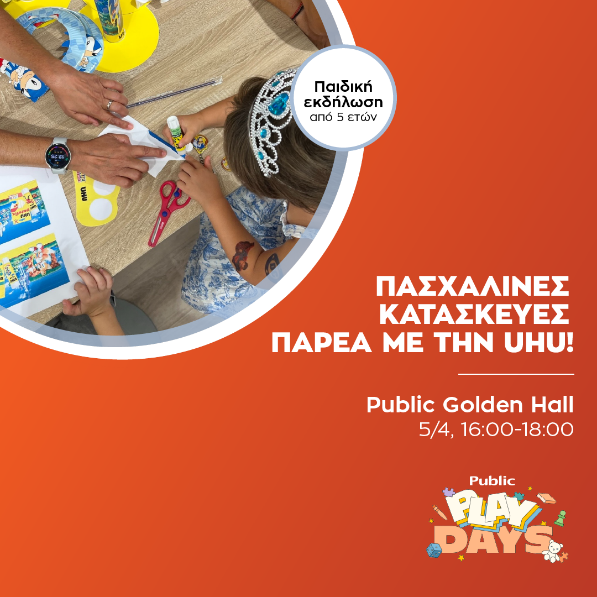 Παιδική
εκδήλωση
από 5 ετών
ΠΑΣΧΑΛΙΝΕΣ
ΚΑΤΑΣΚΕΥΕΣ
ΠΑΡΕΑ ΜΕ ΤΗΝ UHU!
Public Golden Hall
5/4, 16:00-18:00
Public
PLAY
DAYS